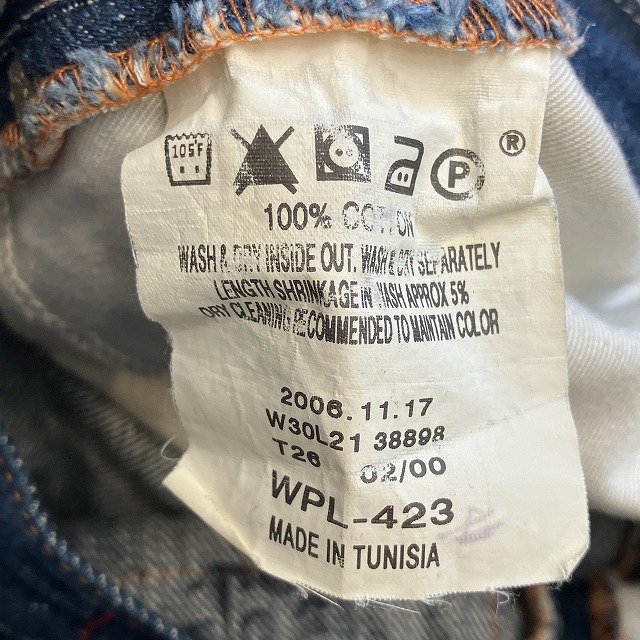 105°F a P ®
100% COTTON
WASH & DRY INSIDE OUT. WASH & DRY SEPARATELY
LENGTH SHRINKAGE IN WASH APPROX 5%
DRY CLEANING RECOMMENDED TO MAINTAIN COLOR
2006.11.17
W30L21 38898
T26 02/00
WPL-423
MADE IN TUNISIA